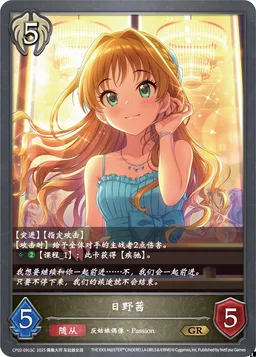 5
【突进】【指定攻击】
【攻击时】给予全体对手的主战者2点伤害。
② 【课程_1】；此卡获得【疾驰】。
我想要继续和你一起前进……不，我们会一起前进。
只要不停下来，我们的旅途就不会结束。
日野茜
5
随从
灰姑娘偶像・Passion
GR
5